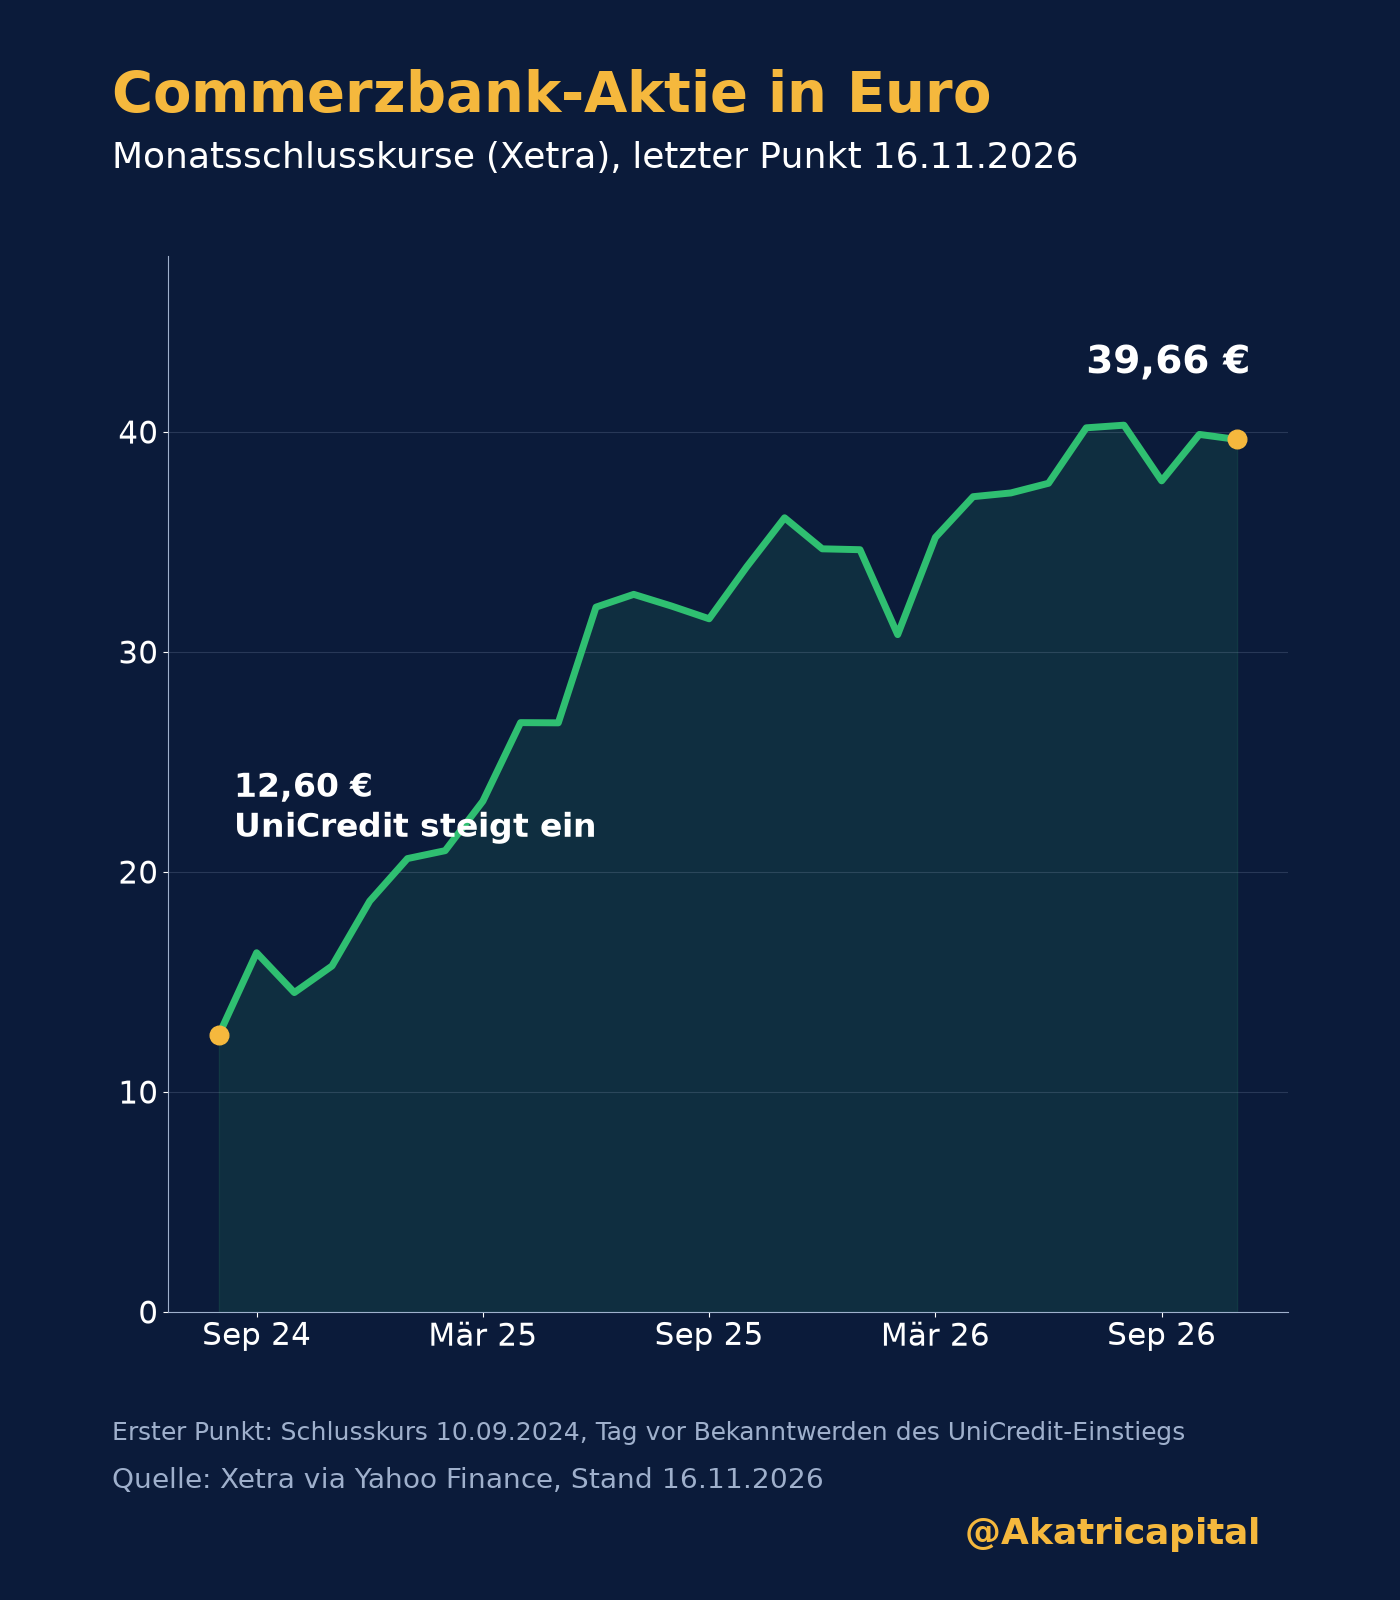 Commerzbank-Aktie in Euro
Monatsschlusskurse (Xetra), letzter Punkt 16.11.2026
39,66 €
40
30
12,60 €
UniCredit steigt ein
20
10
0
Sep 24
Mär 25
Sep 25
Mär 26
Sep 26
Erster Punkt: Schlusskurs 10.09.2024, Tag vor Bekanntwerden des UniCredit-Einstiegs
Quelle: Xetra via Yahoo Finance, Stand 16.11.2026
@Akatricapital